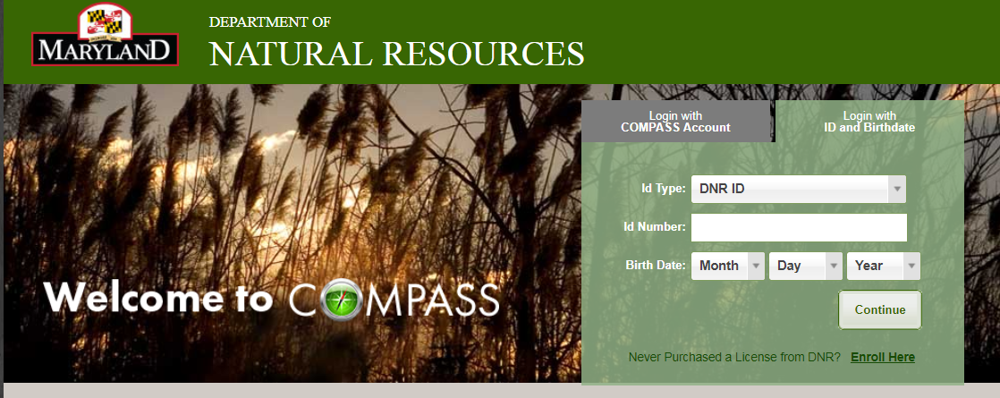 MARYLAND
DEPARTMENT OF
NATURAL RESOURCES
Login with
COMPASS Account
Login with
ID and Birthdate
Id Type: DNR ID
Id Number:
Birth Date: Month Day Year
Welcome to COMPASS
Continue
Never Purchased a License from DNR? Enroll Here